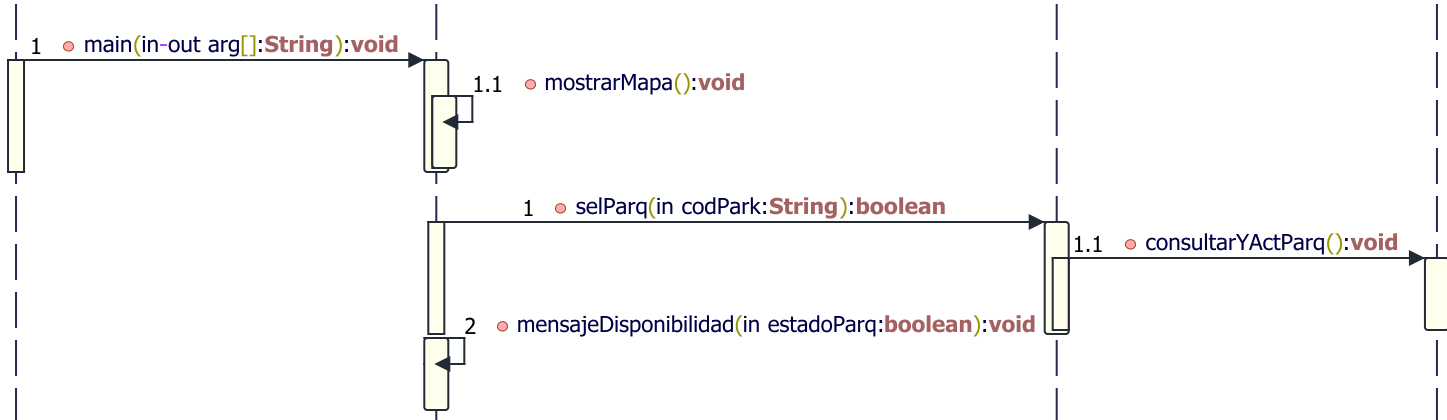 1 main(in-out arg[]:String):void
1.1 mostrarMapa():void
1 selParq(in codPark:String):boolean
1.1 consultarYActParq():void
2 mensajeDisponibilidad(in estadoParq:boolean):void